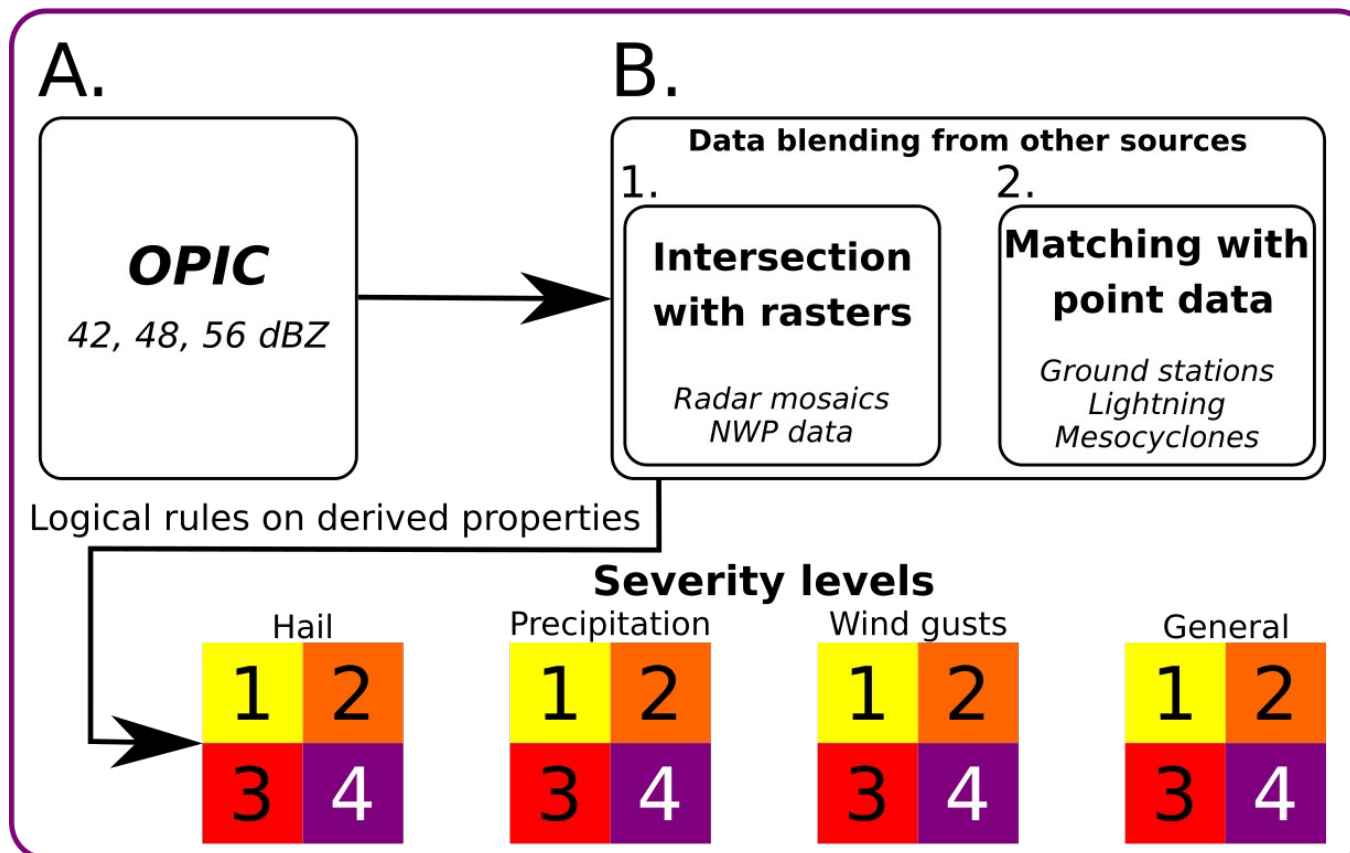 A.
OPIC
42, 48, 56 dBZ
B.
Data blending from other sources
1.
Intersection
with rasters
Radar mosaics
NWP data
2.
Matching with
point data
Ground stations
Lightning
Mesocyclones
Logical rules on derived properties
Severity levels
Hail
1 2
3 4
Precipitation
1 2
3 4
Wind gusts
1 2
3 4
General
1 2
3 4